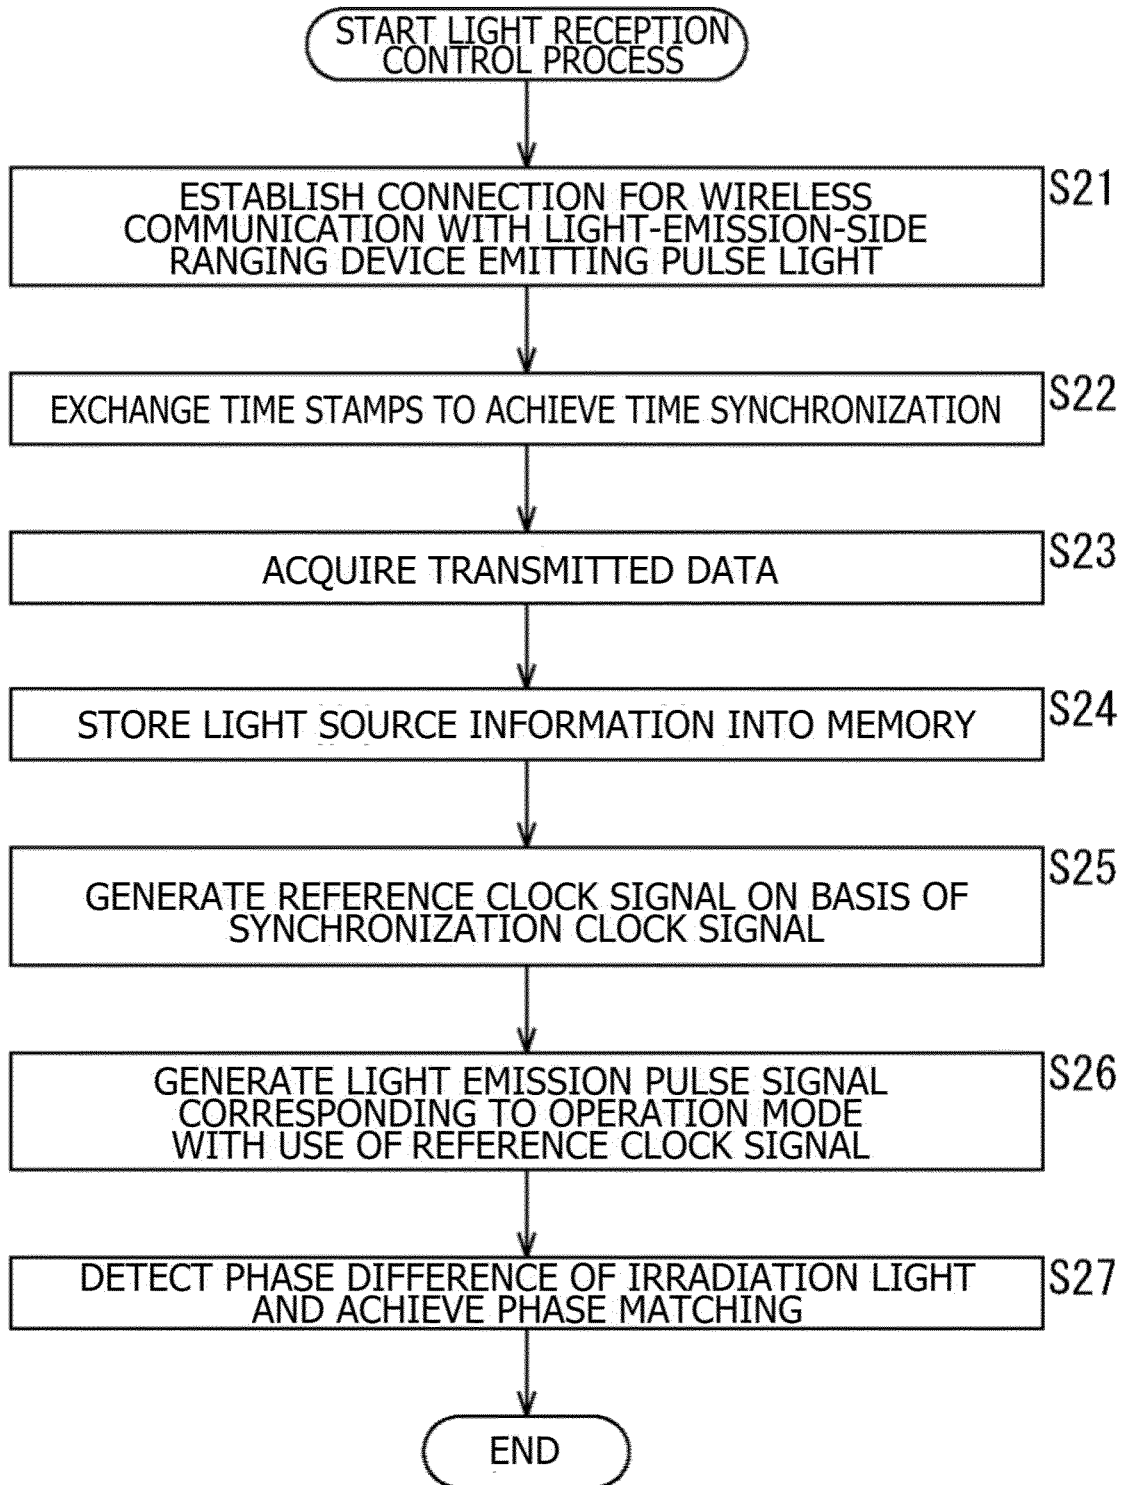 START LIGHT RECEPTION
CONTROL PROCESS
S21
ESTABLISH CONNECTION FOR WIRELESS
COMMUNICATION WITH LIGHT-EMISSION-SIDE
RANGING DEVICE EMITTING PULSE LIGHT
S22
EXCHANGE TIME STAMPS TO ACHIEVE TIME SYNCHRONIZATION
S23
ACQUIRE TRANSMITTED DATA
S24
STORE LIGHT SOURCE INFORMATION INTO MEMORY
S25
GENERATE REFERENCE CLOCK SIGNAL ON BASIS OF
SYNCHRONIZATION CLOCK SIGNAL
S26
GENERATE LIGHT EMISSION PULSE SIGNAL
CORRESPONDING TO OPERATION MODE
WITH USE OF REFERENCE CLOCK SIGNAL
S27
DETECT PHASE DIFFERENCE OF IRRADIATION LIGHT
AND ACHIEVE PHASE MATCHING
END